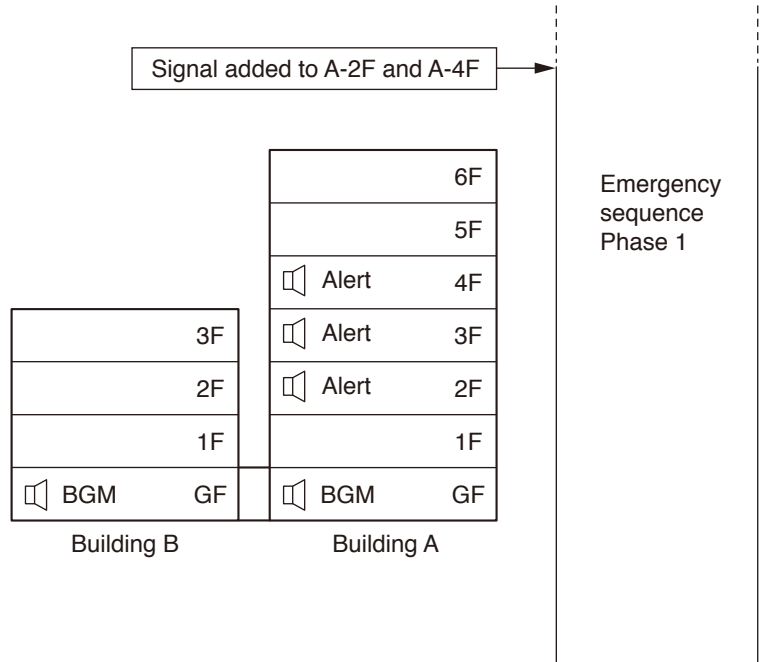 Signal added to A-2F and A-4F
Emergency
sequence
Phase 1
6F
5F
Alert 4F
3F Alert 3F
2F Alert 2F
1F 1F
BGM GF BGM GF
Building B Building A